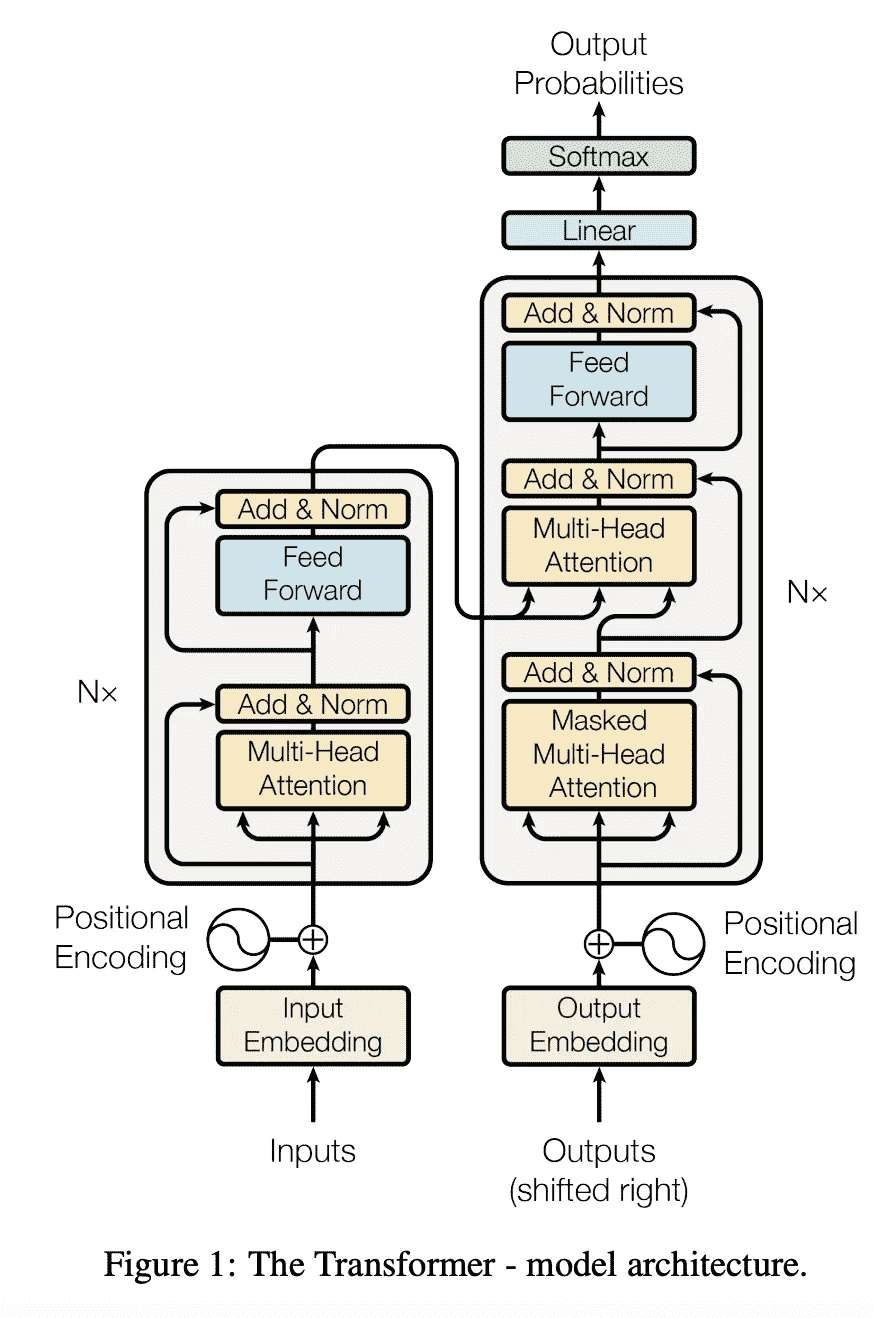 Output
Probabilities
Softmax
Linear
Add & Norm
Feed
Forward
Add & Norm
Multi-Head
Attention
Add & Norm
Masked
Multi-Head
Attention
N×
Add & Norm
Feed
Forward
Add & Norm
Multi-Head
Attention
N×
Positional
Encoding
Positional
Encoding
Input
Embedding
Output
Embedding
Inputs
Outputs
(shifted right)
Figure 1: The Transformer - model architecture.